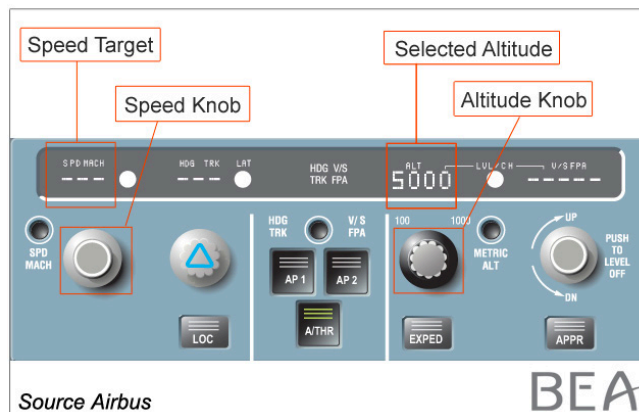 Speed Target
Selected Altitude
Speed Knob
Altitude Knob
SPD MACH
HDG TRK LAT
HDG V/S
TRK FPA
ALT
LVL/CH
V/S FPA
---
---
5000
-----
SPD
MACH
HDG
TRK
V/S
FPA
100
1000
METRIC
ALT
UP
PUSH
TO
LEVEL
OFF
DN
AP 1
AP 2
LOC
A/THR
EXPED
APPR
Source Airbus
BEA